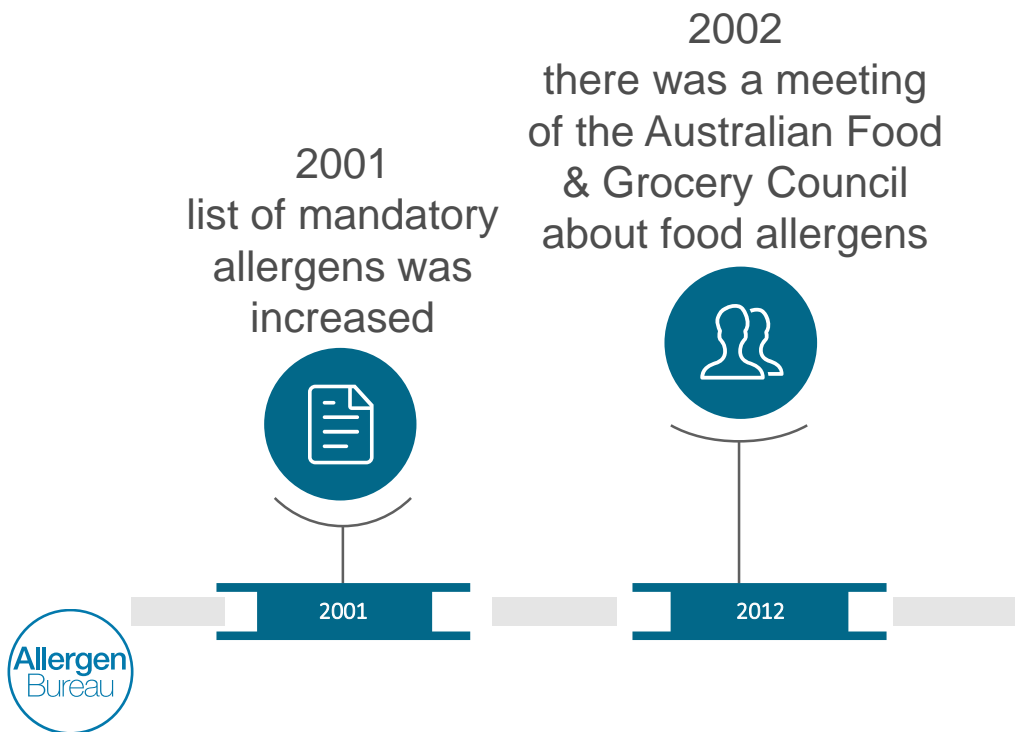 2001
list of mandatory
allergens was
increased
2002
there was a meeting
of the Australian Food
& Grocery Council
about food allergens
2001
2012
Allergen
Bureau